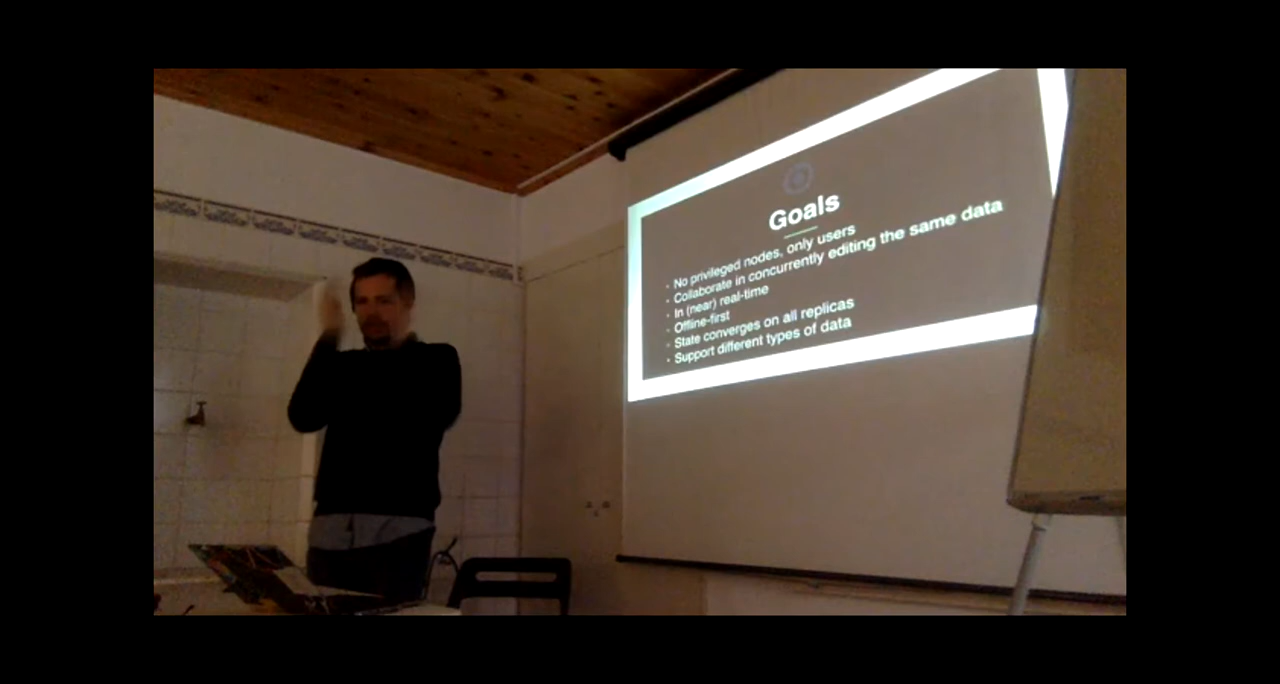 Goals
· No privileged nodes, only users
· Collaborate in concurrently editing the same data
· In (near) real-time
· Offline-first
· State converges on all replicas
· Support different types of data